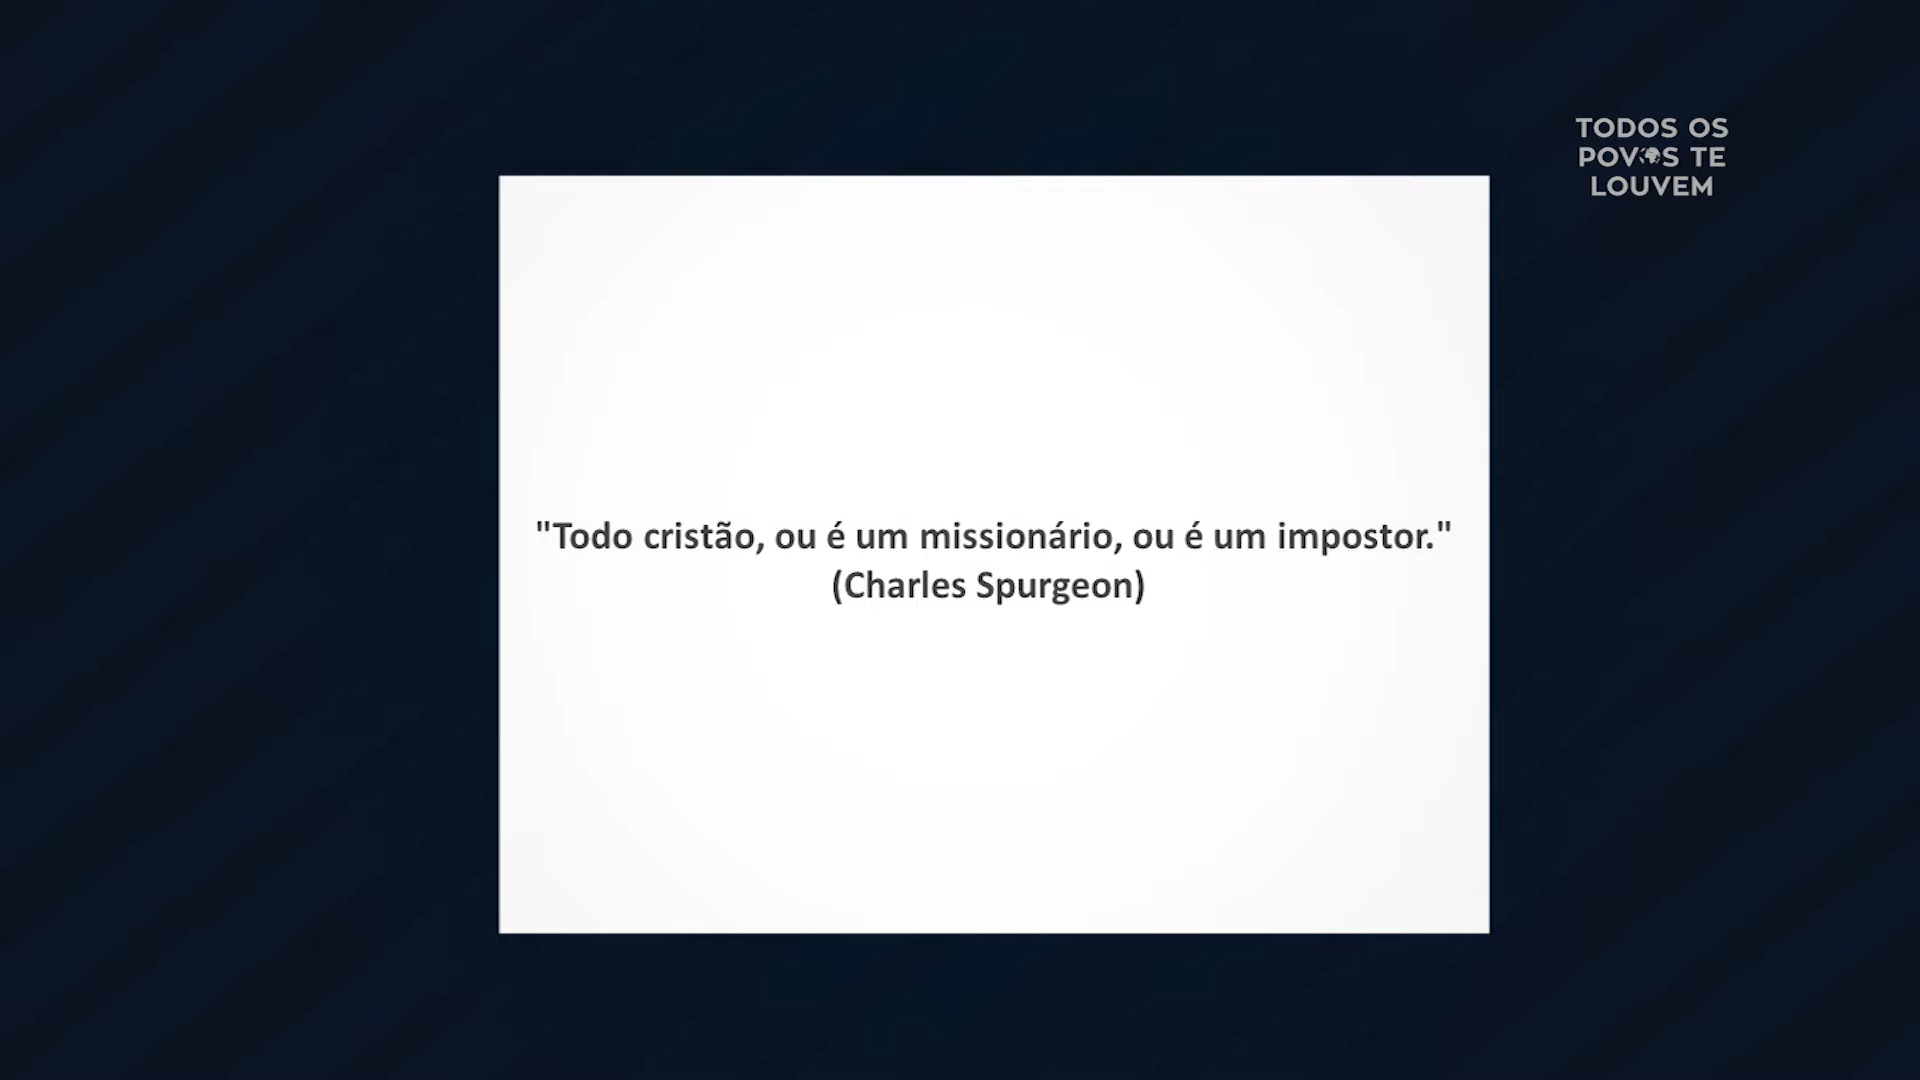 TODOS OS
POVOS TE
LOUVEM
"Todo cristão, ou é um missionário, ou é um impostor."
(Charles Spurgeon)